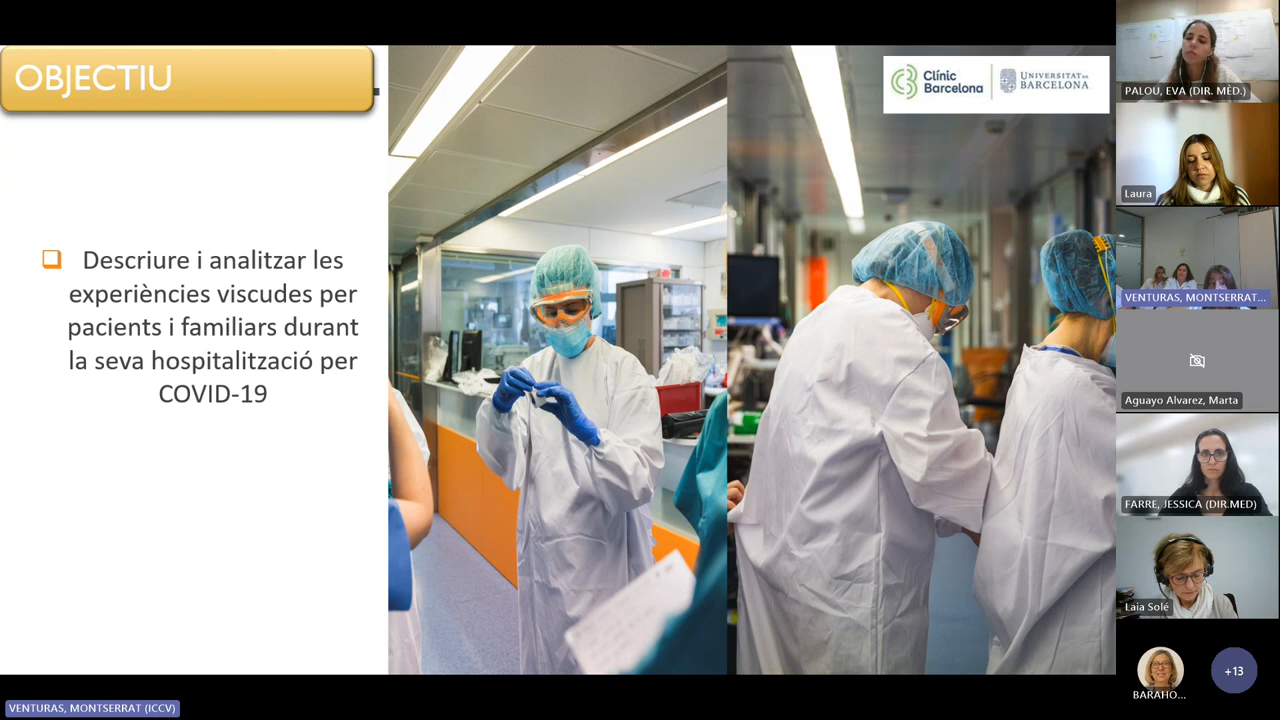 OBJECTIU
Descriure i analitzar les
experiències viscudes per
pacients i familiars durant
la seva hospitalització per
COVID-19
Clínic
Barcelona
UNIVERSITAT DE
BARCELONA
PALOU, EVA (DIR. MÈD.)
Laura
VENTURAS, MONTSERRAT...
Aguayo Alvarez, Marta
FARRE, JESSICA (DIR.MED)
Laia Solé
BARAHO...
+13
VENTURAS, MONTSERRAT (ICCV)